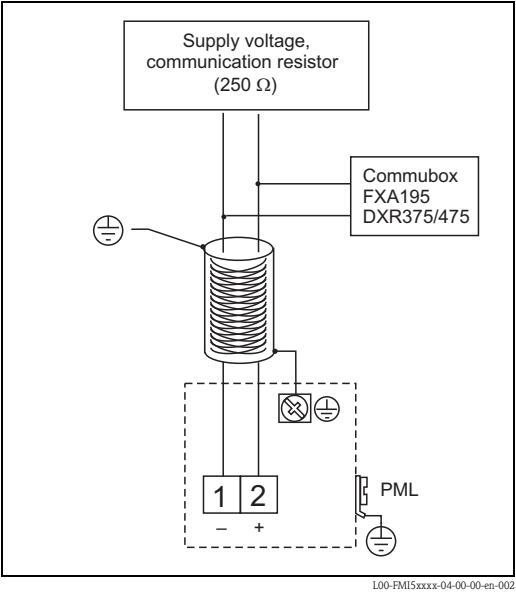 Supply voltage,
communication resistor
(250 Ω)
Commubox
FXA195
DXR375/475
1 2
– +
PML
L00-FMI5xxxx-04-00-00-en-002